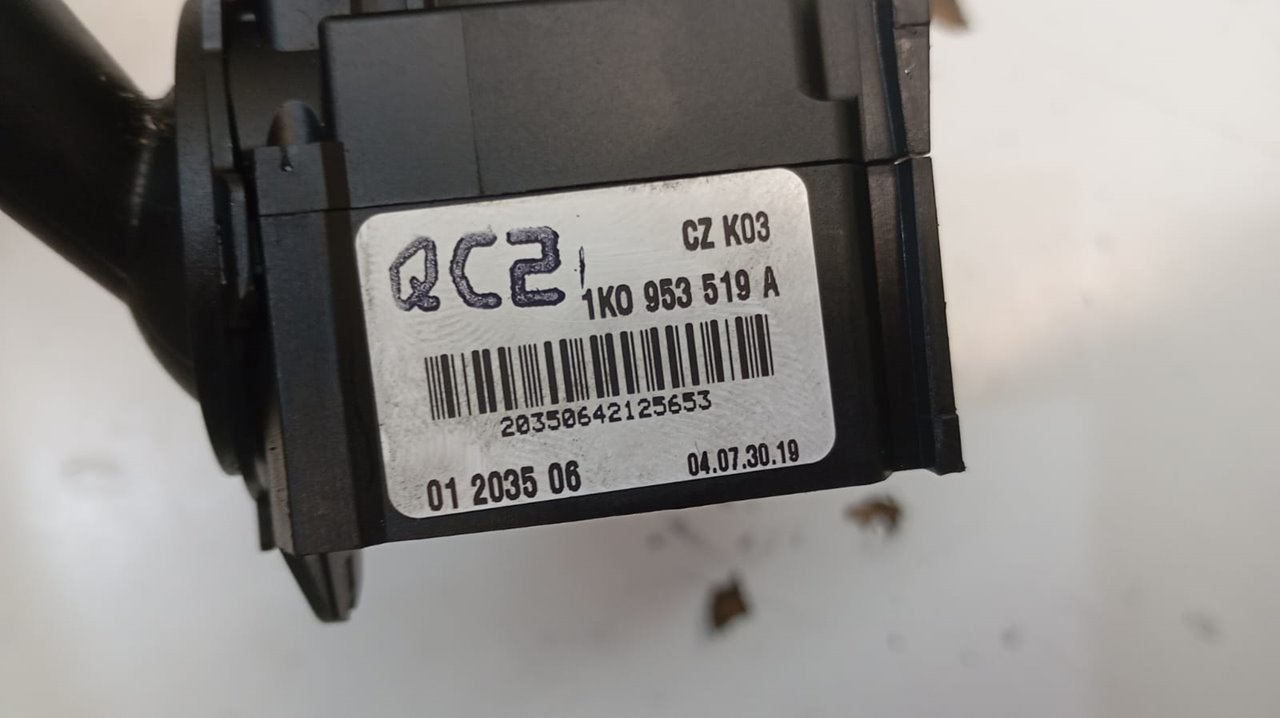 QC2
CZ K03
1K0 953 519 A
20350642125653
01 2035 06
04.07.30.19